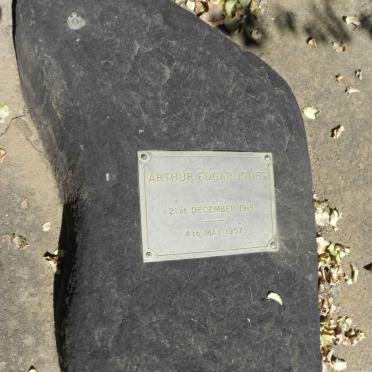 ARTHUR EDGAR JONES
21st DECEMBER
4th MAY 1957